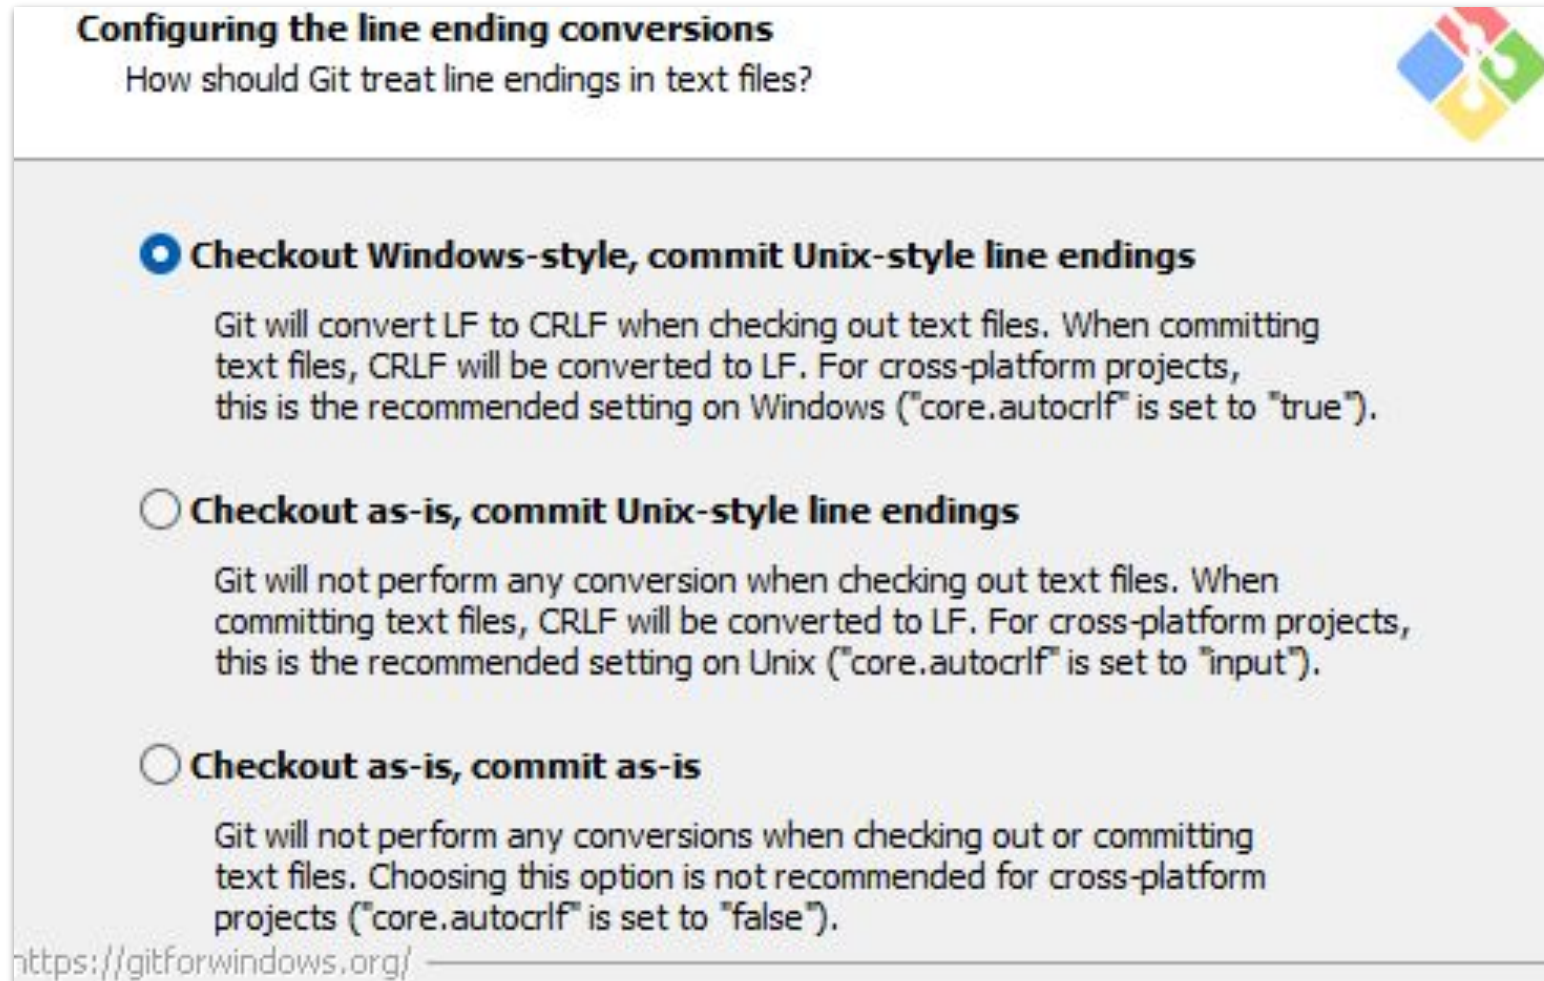 Configuring the line ending conversions
How should Git treat line endings in text files?
Checkout Windows-style, commit Unix-style line endings
Git will convert LF to CRLF when checking out text files. When committing
text files, CRLF will be converted to LF. For cross-platform projects,
this is the recommended setting on Windows ("core.autocrlf" is set to "true").
Checkout as-is, commit Unix-style line endings
Git will not perform any conversion when checking out text files. When
committing text files, CRLF will be converted to LF. For cross-platform projects,
this is the recommended setting on Unix ("core.autocrlf" is set to "input").
Checkout as-is, commit as-is
Git will not perform any conversions when checking out or committing
text files. Choosing this option is not recommended for cross-platform
projects ("core.autocrlf" is set to "false").
https://gitforwindows.org/